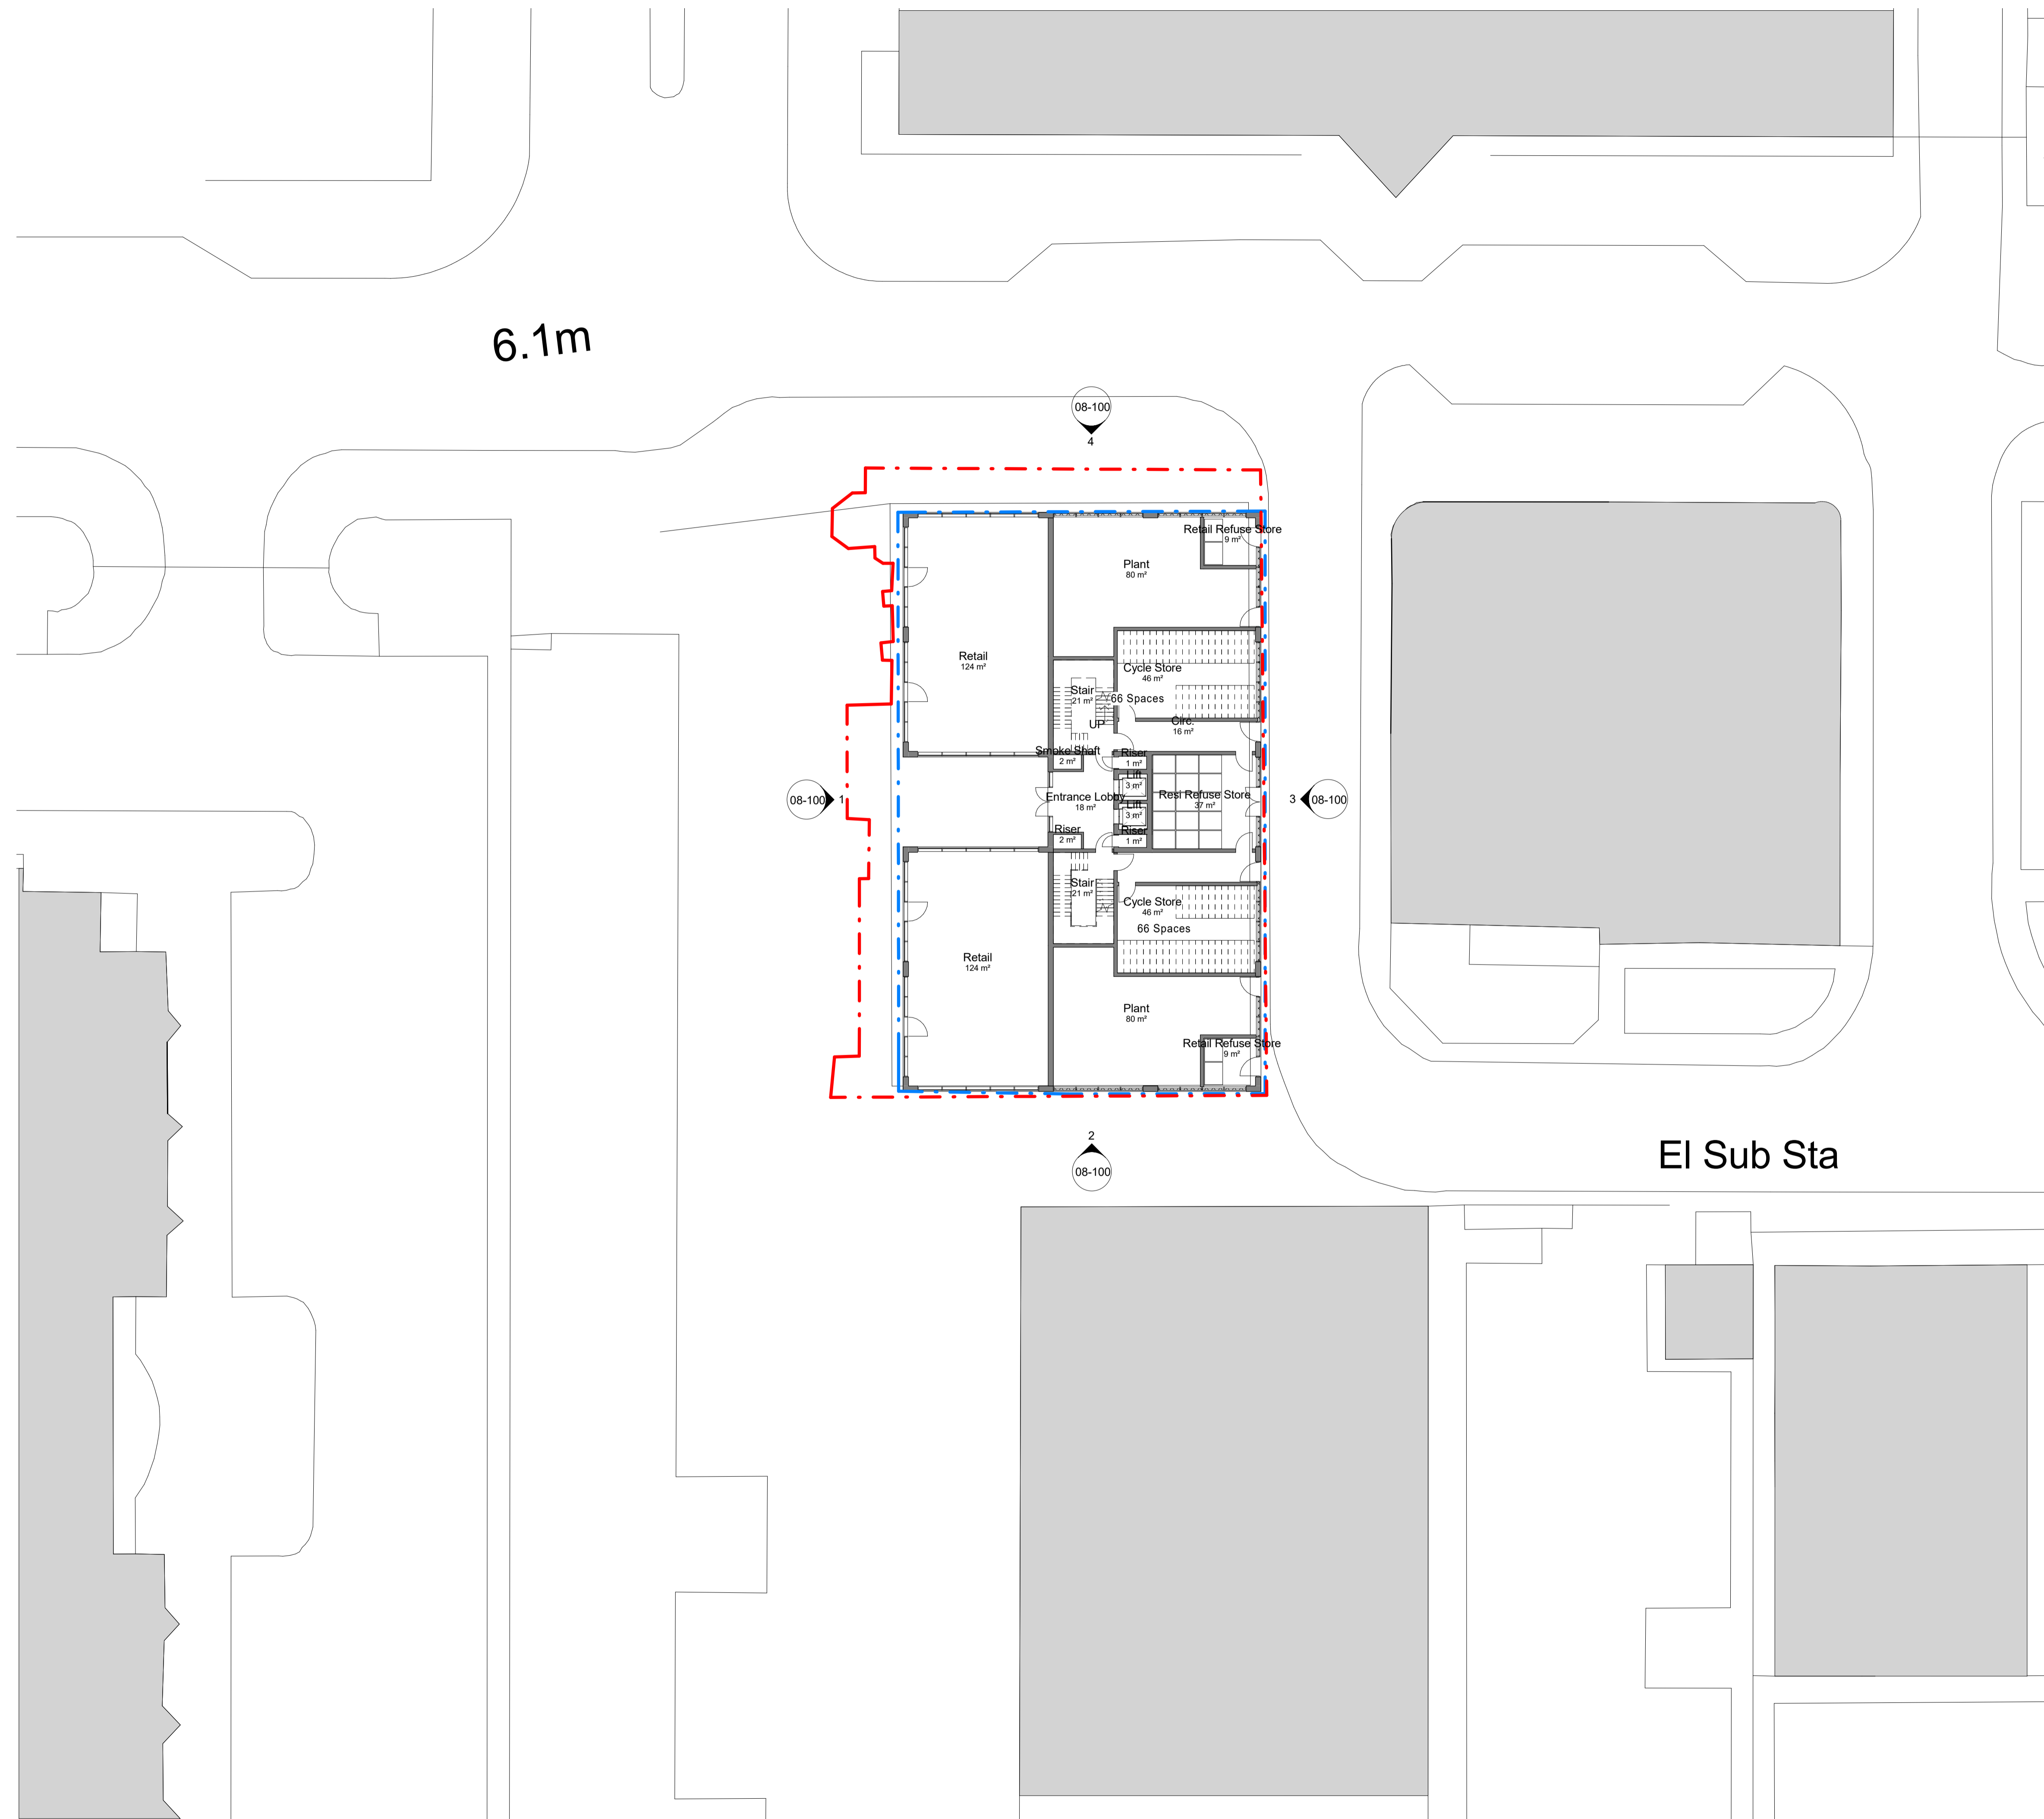 6.1m
08-100
4
Retail Refuse Store
9 m²
Plant
80 m²
Retail
124 m²
Cycle Store
46 m²
Stair
21 m²
66 Spaces
UP
Circ.
16 m²
Smoke Shaft
2 m²
Riser
1 m²
Lift
3 m²
08-100
1
Entrance Lobby
18 m²
Resi Refuse Store
37 m²
3
08-100
Lift
3 m²
Riser
2 m²
Riser
1 m²
Stair
21 m²
Cycle Store
46 m²
66 Spaces
Retail
124 m²
Plant
80 m²
Retail Refuse Store
9 m²
2
08-100
El Sub Sta